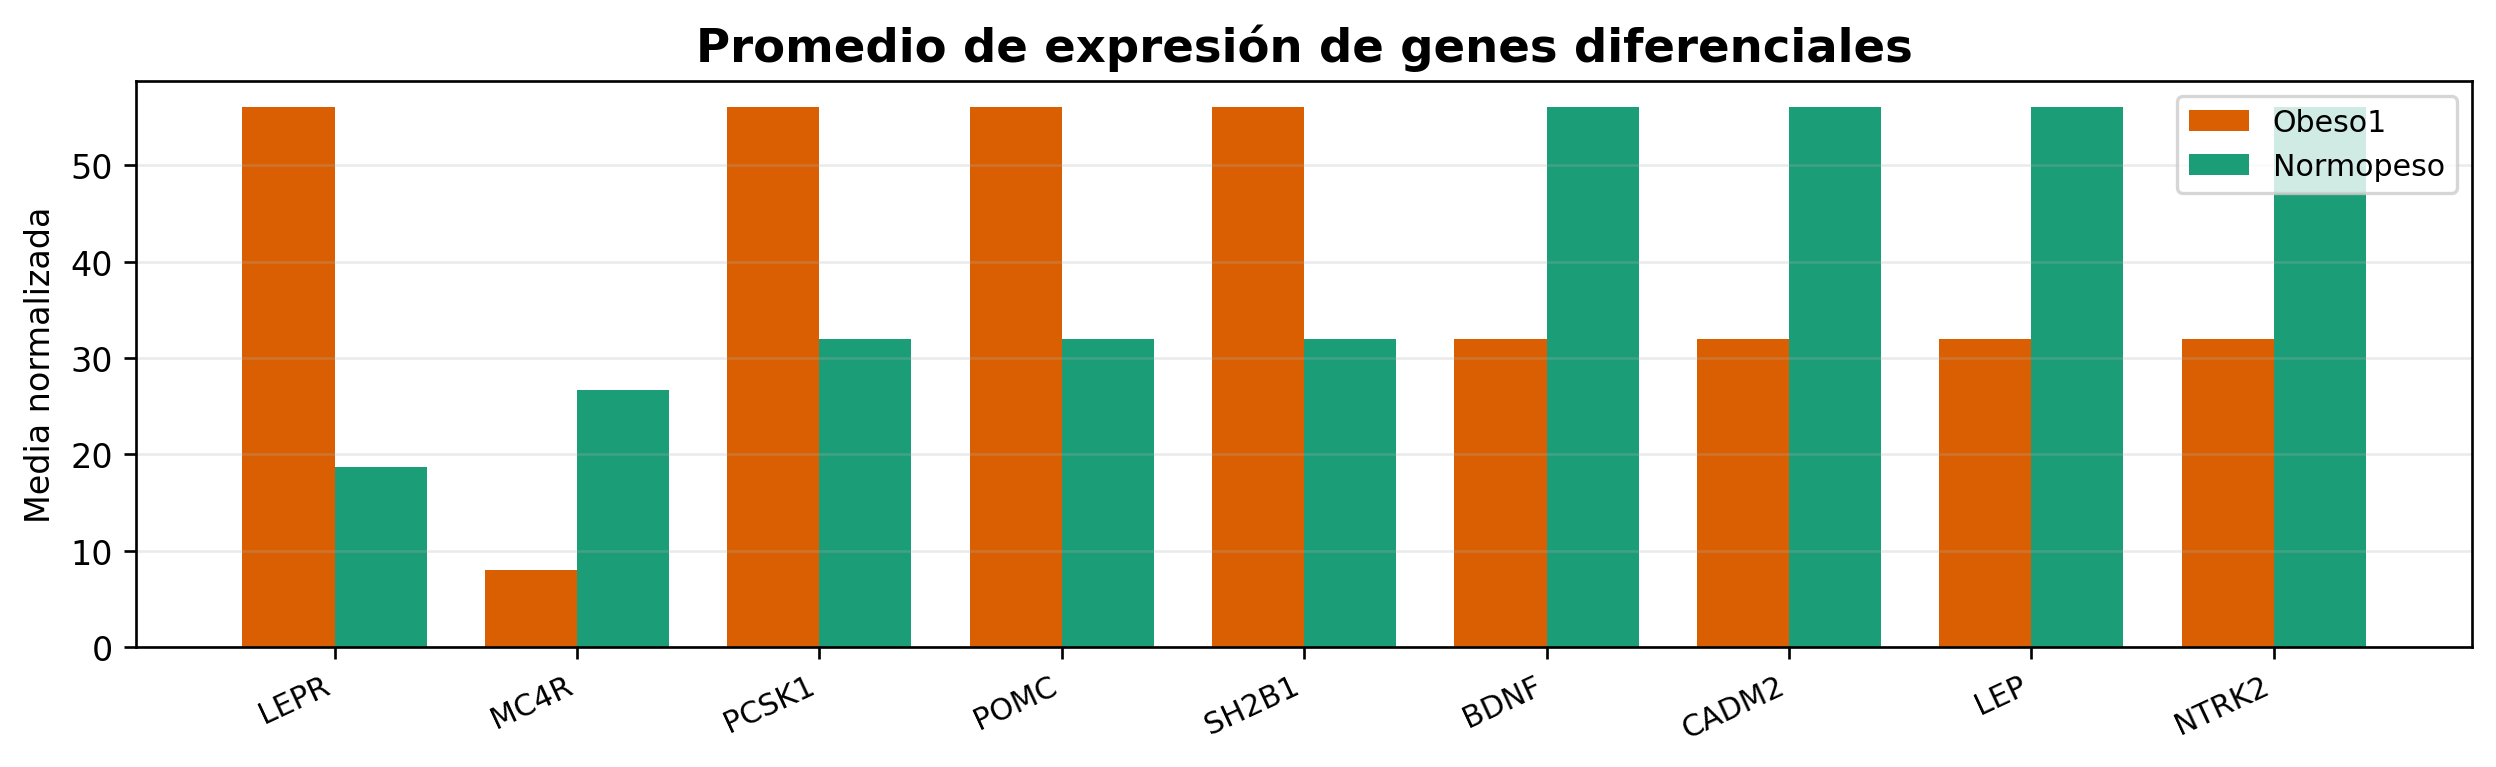 Promedio de expresión de genes diferenciales
Media normalizada
50
40
30
20
10
0
Obeso1
Normopeso
LEPR
MC4R
PCSK1
POMC
SH2B1
BDNF
CADM2
LEP
NTRK2